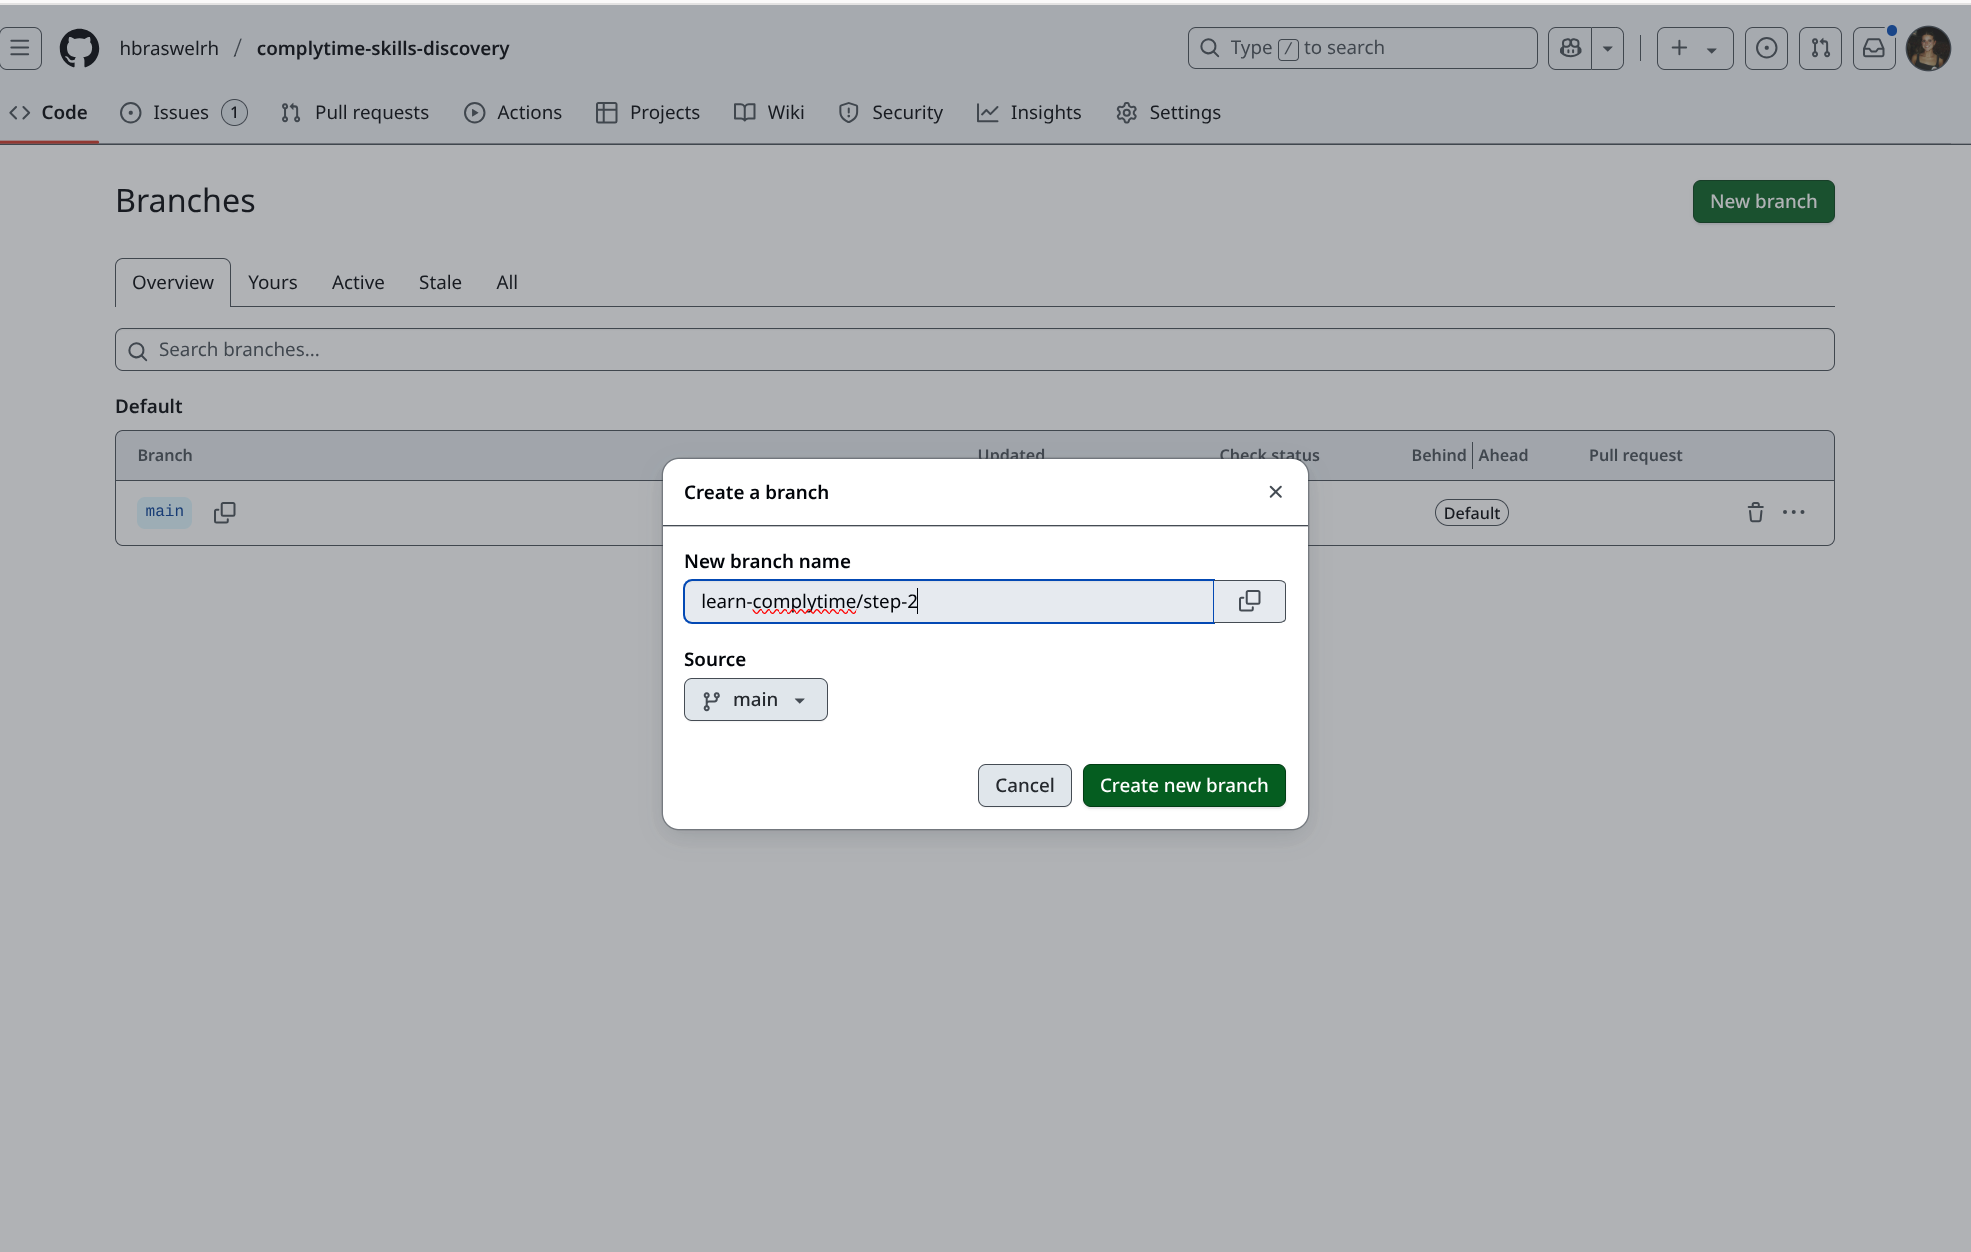 hbraswelrh / complytime-skills-discovery
Type / to search
Code
Issues 1
Pull requests
Actions
Projects
Wiki
Security
Insights
Settings
Branches
New branch
Overview
Yours
Active
Stale
All
Search branches...
Default
Branch
Updated
Check status
Behind
Ahead
Pull request
main
Default
Create a branch
New branch name
learn-complytime/step-2
Source
main
Cancel
Create new branch